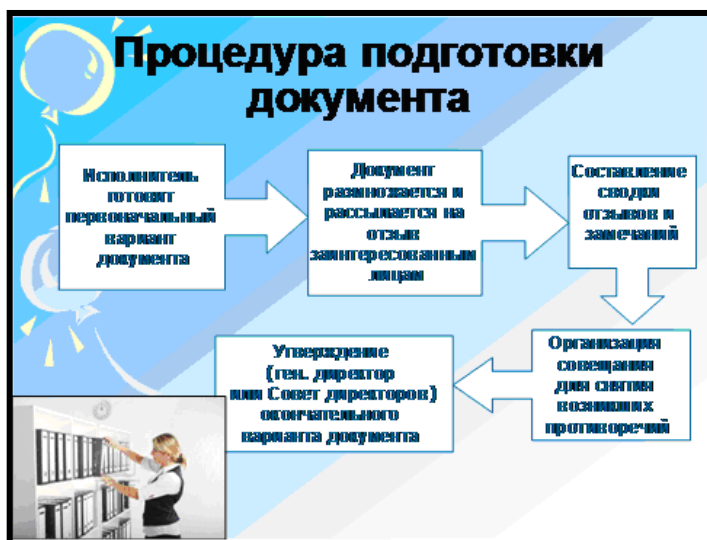 Процедура подготовки
документа
Исполнитель
готовит
первоначальный
вариант
документа
Документ
размножается и
рассылается на
отзыв
заинтересованным
лицам
Составление
сводки
отзывов и
замечаний
Организация
совещания
для снятия
возникших
противоречий
Утверждение
(ген. директор
или Совет директоров)
окончательного
варианта документа